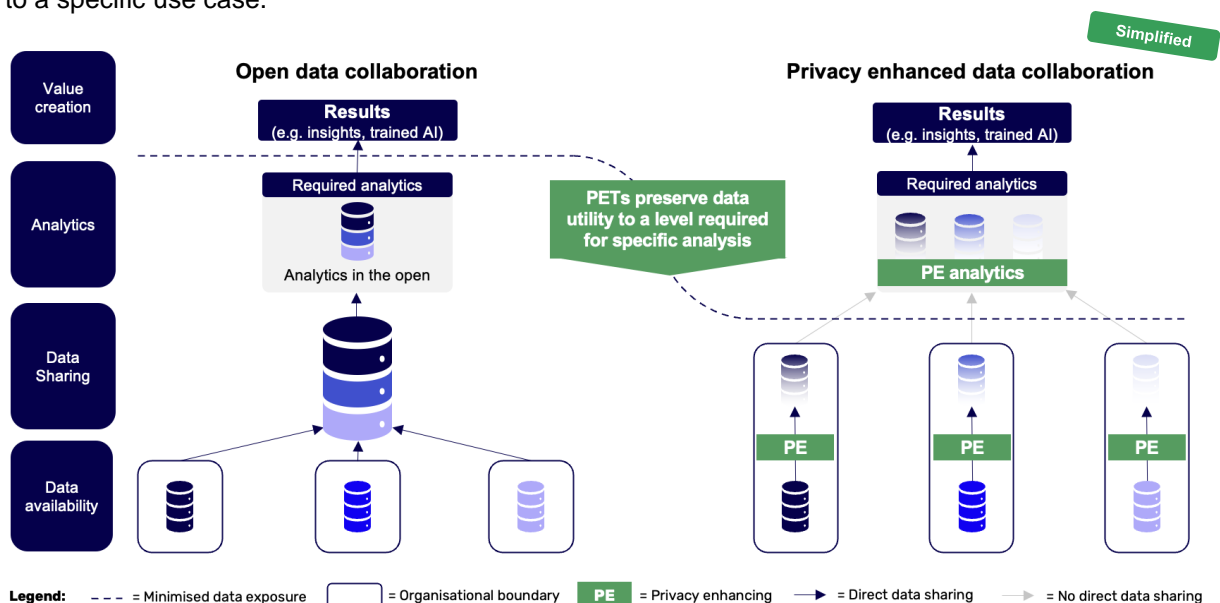 to a specific use case.
Simplified
Value
creation
Open data collaboration
Privacy enhanced data collaboration
Results
(e.g. insights, trained AI)
Results
(e.g. insights, trained AI)
Analytics
Required analytics
Analytics in the open
PETs preserve data
utility to a level required
for specific analysis
Required analytics
PE analytics
Data
Sharing
PE
PE
PE
Data
availability
Legend:
= Minimised data exposure
= Organisational boundary
PE
= Privacy enhancing
= Direct data sharing
= No direct data sharing